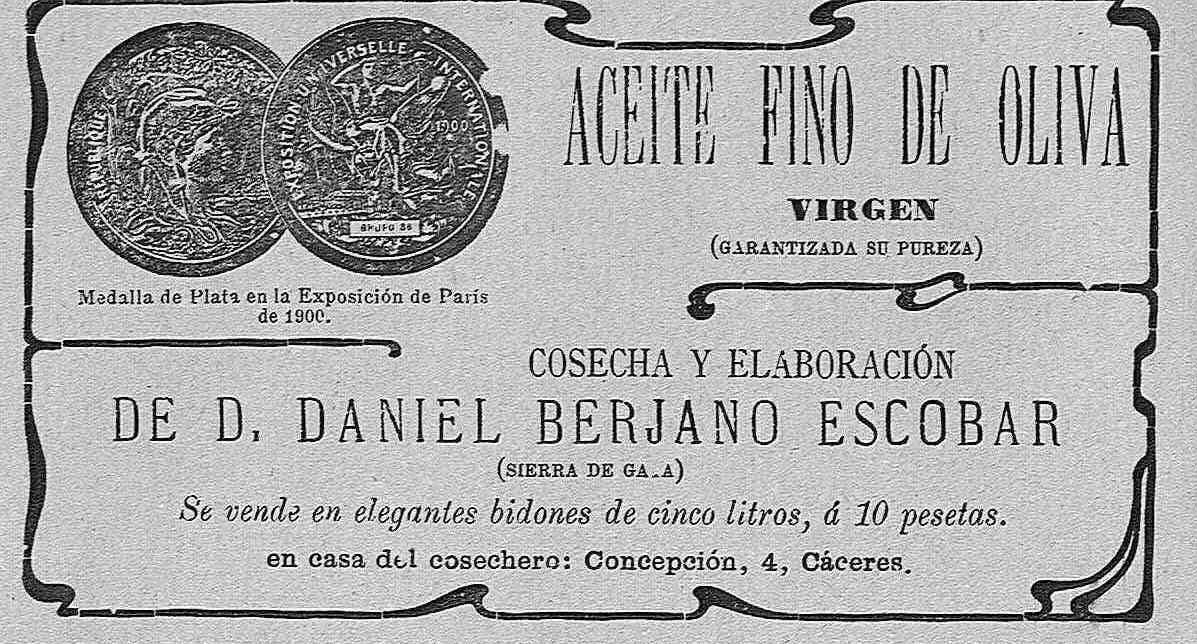 EXPOSITION UNIVERSELLE INTERNATIONALE
1900
GRUPO
Medalla de Plata en la Exposición de París
de 1900.
ACEITE FINO DE OLIVA
VIRGEN
(GARANTIZADA SU PUREZA)
COSECHA Y ELABORACIÓN
DE D. DANIEL BERJANO ESCOBAR
(SIERRA DE GA.A)
Se vende en elegantes bidones de cinco litros, á 10 pesetas.
en casa del cosechero: Concepción, 4, Cáceres.